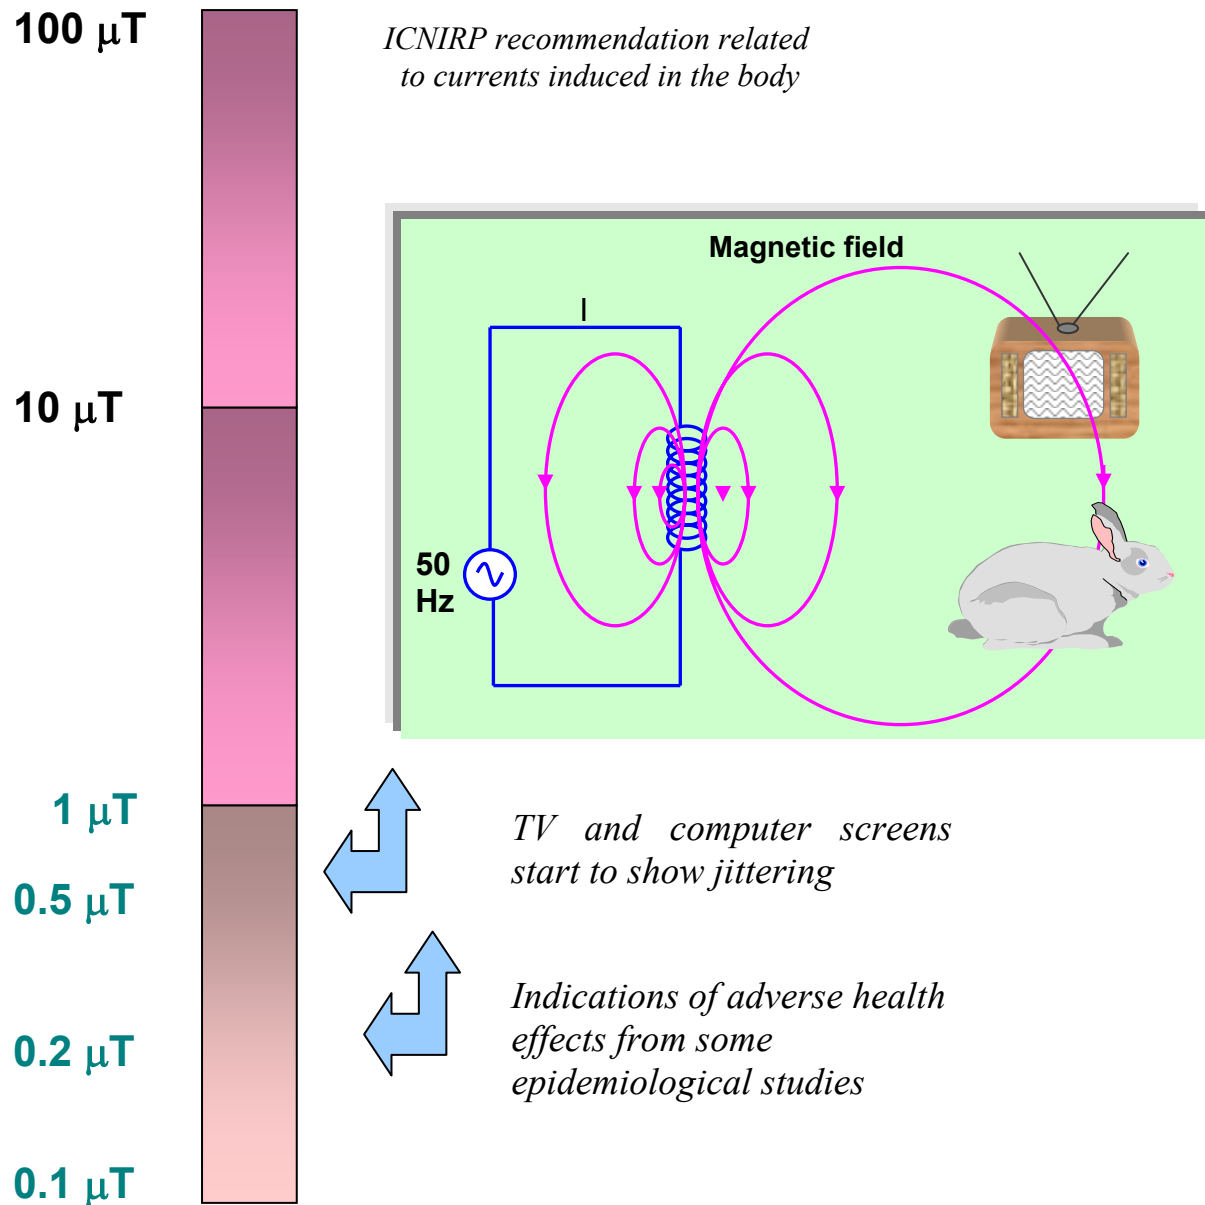 100 μT
ICNIRP recommendation related
to currents induced in the body
Magnetic field
I
10 μT
50
Hz
1 μT
TV and computer screens
start to show jittering
0.5 μT
Indications of adverse health
effects from some
epidemiological studies
0.2 μT
0.1 μT